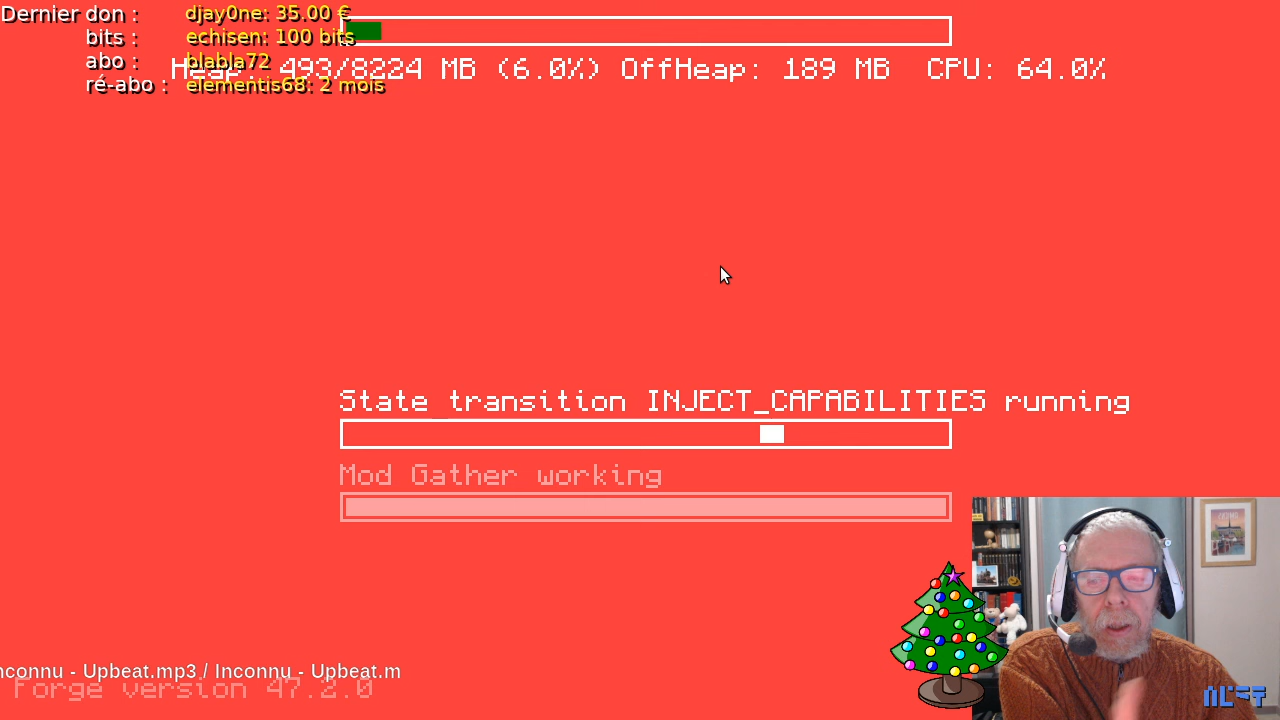 Dernier don : djay0ne: 35.00 €
bits : echisen: 100 bits
abo : blabla72
Heap: 493/8224 MB (6.0%) OffHeap: 189 MB CPU: 64.0%
ré-abo : elementis68: 2 mois
State transition INJECT_CAPABILITIES running
Mod Gather working
nconnu - Upbeat.mp3 / Inconnu - Upbeat.m
Forge version 47.2.0